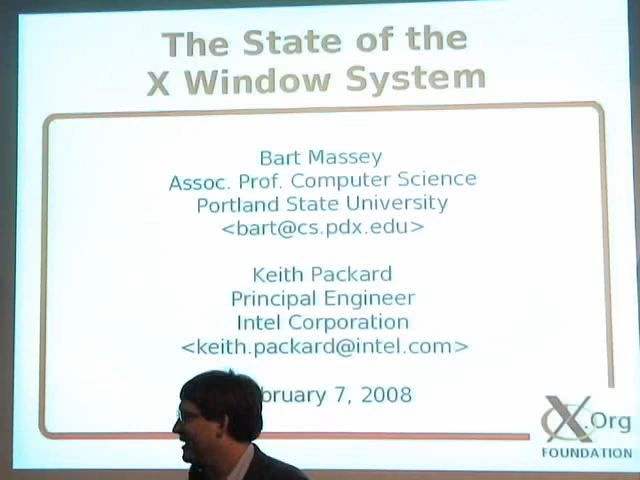 The State of the
X Window System
Bart Massey
Assoc. Prof. Computer Science
Portland State University
<bart@cs.pdx.edu>
Keith Packard
Principal Engineer
Intel Corporation
<keith.packard@intel.com>
bruary 7, 2008
X.Org
FOUNDATION